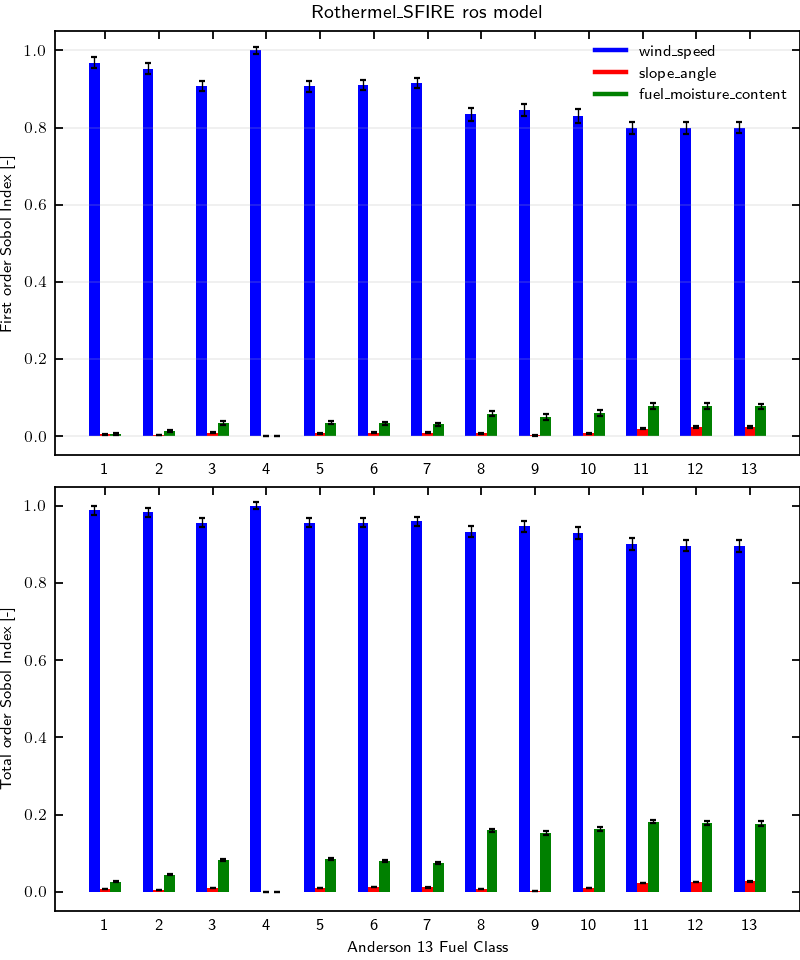 Rothermel_SFIRE ros model
First order Sobol Index [-]
1.0
0.8
0.6
0.4
0.2
0.0
wind_speed
slope_angle
fuel_moisture_content
1 2 3 4 5 6 7 8 9 10 11 12 13
Total order Sobol Index [-]
1.0
0.8
0.6
0.4
0.2
0.0
1 2 3 4 5 6 7 8 9 10 11 12 13
Anderson 13 Fuel Class